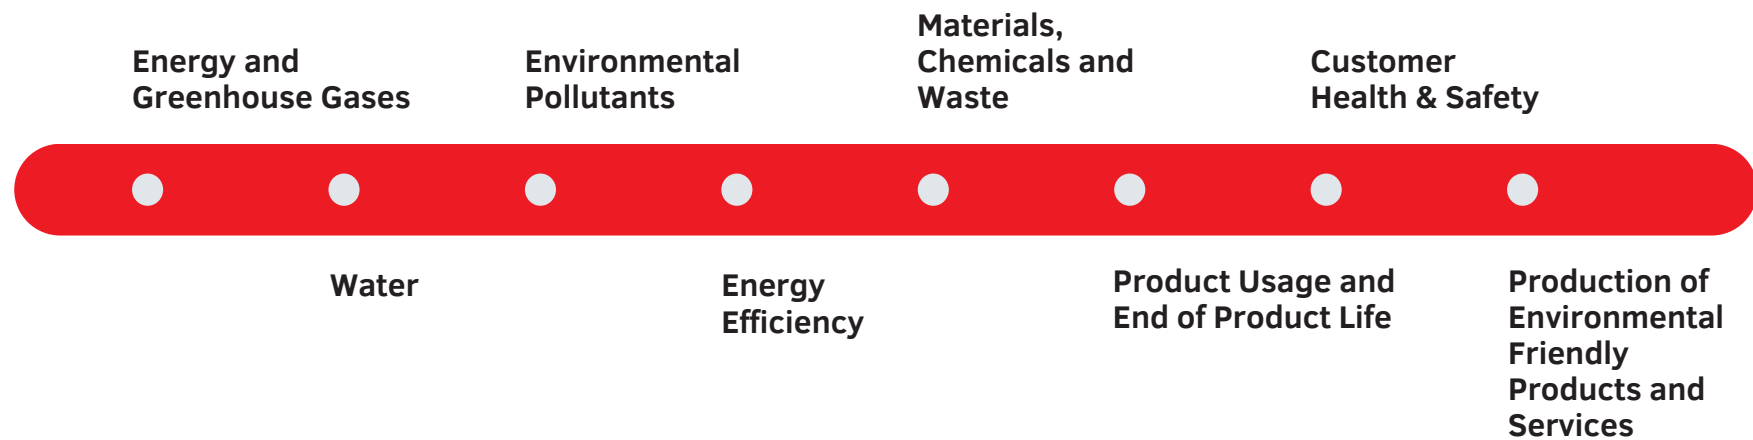 Energy and
Greenhouse Gases
Water
Environmental
Pollutants
Energy
Efficiency
Materials,
Chemicals and
Waste
Product Usage and
End of Product Life
Customer
Health & Safety
Production of
Environmental
Friendly
Products and
Services